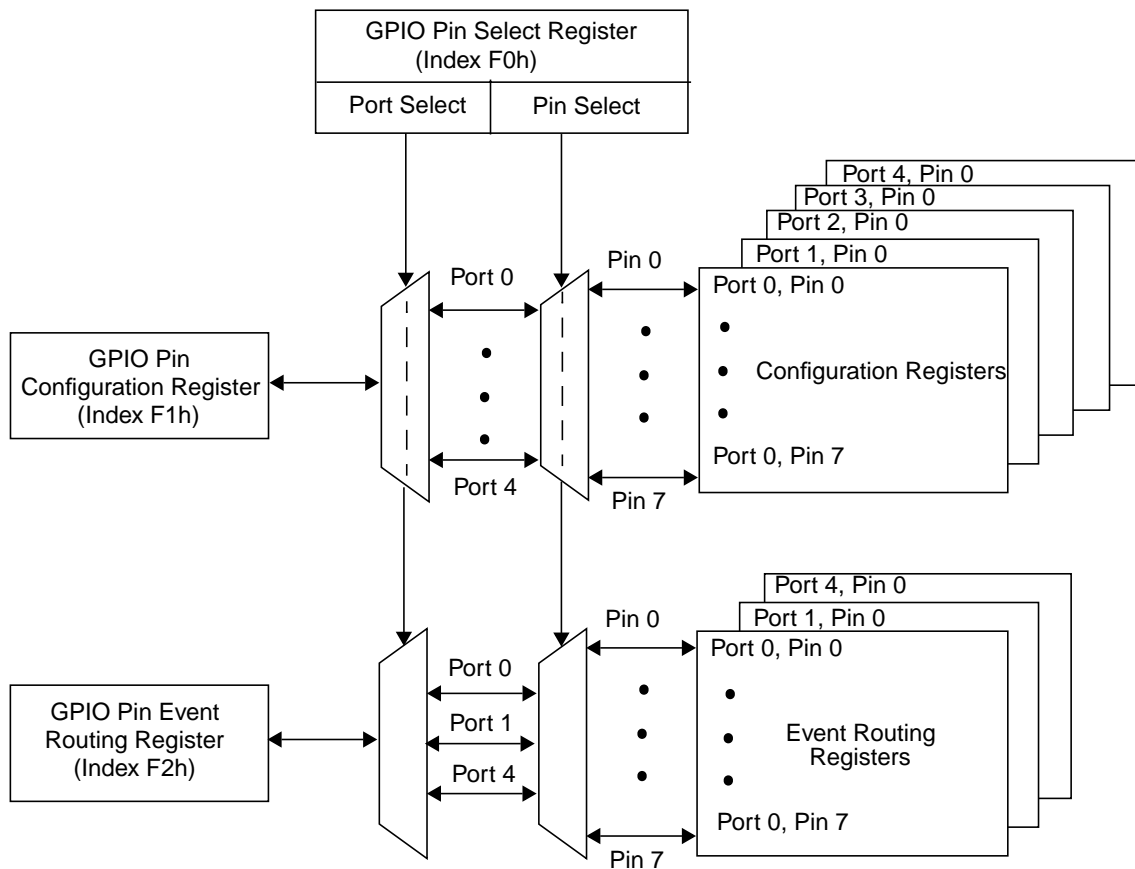 GPIO Pin Select Register
(Index F0h)
Port Select
Pin Select
Port 4, Pin 0
Port 3, Pin 0
Port 2, Pin 0
Port 1, Pin 0
Port 0, Pin 0
Port 0
Pin 0
GPIO Pin
Configuration Register
(Index F1h)
Configuration Registers
Port 0, Pin 7
Port 4
Pin 7
Port 4, Pin 0
Port 1, Pin 0
Port 0, Pin 0
Pin 0
Port 0
Port 1
Port 4
GPIO Pin Event
Routing Register
(Index F2h)
Event Routing
Registers
Port 0, Pin 7
Pin 7